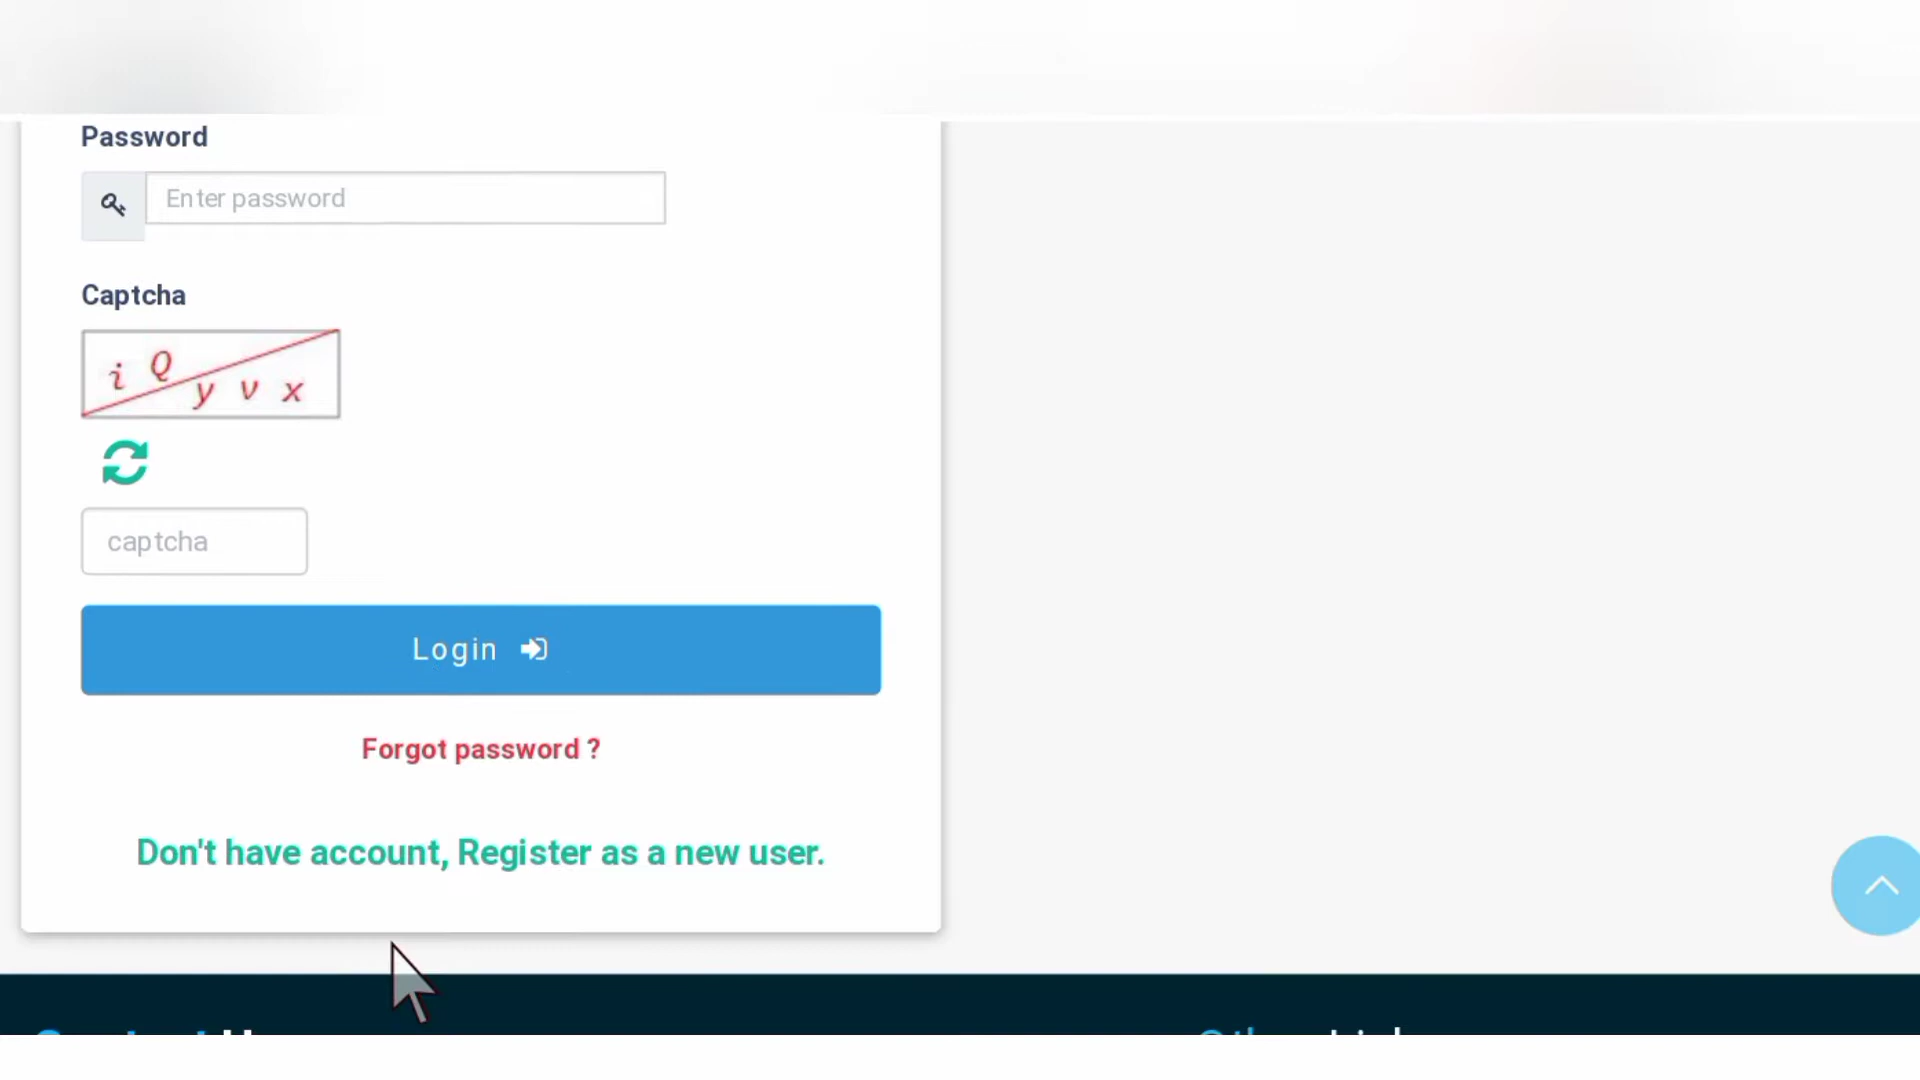 Password
Enter password
Captcha
i Q y v x
captcha
Login
Forgot password ?
Don't have account, Register as a new user.